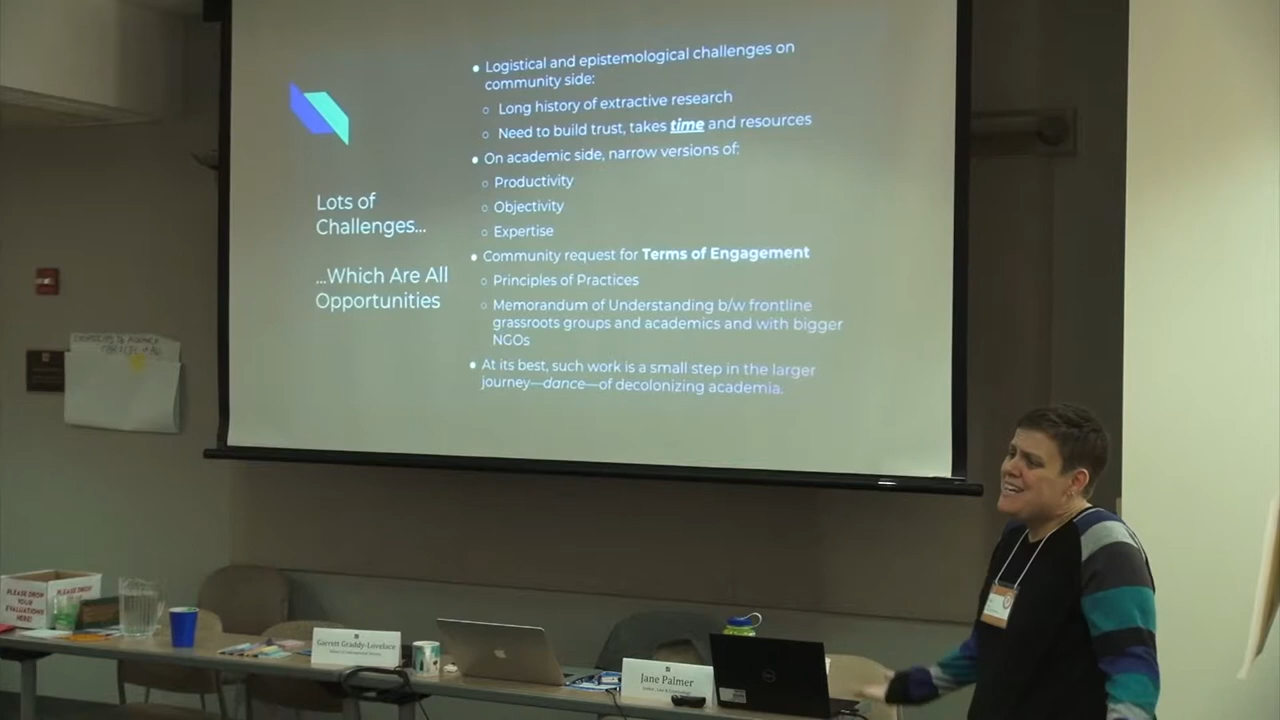 Lots of
Challenges...
...Which Are All
Opportunities
● Logistical and epistemological challenges on
community side:
○ Long history of extractive research
○ Need to build trust, takes time and resources
● On academic side, narrow versions of:
○ Productivity
○ Objectivity
○ Expertise
● Community request for Terms of Engagement
○ Principles of Practices
○ Memorandum of Understanding b/w frontline
grassroots groups and academics and with bigger
NGOs
● At its best, such work is a small step in the larger
journey—dance—of decolonizing academia.
PLEASE DROP
YOUR
EVALUATIONS
HERE!
PLEASE DROP
Garrett Graddy-Lovelace
Jane Palmer
DELL